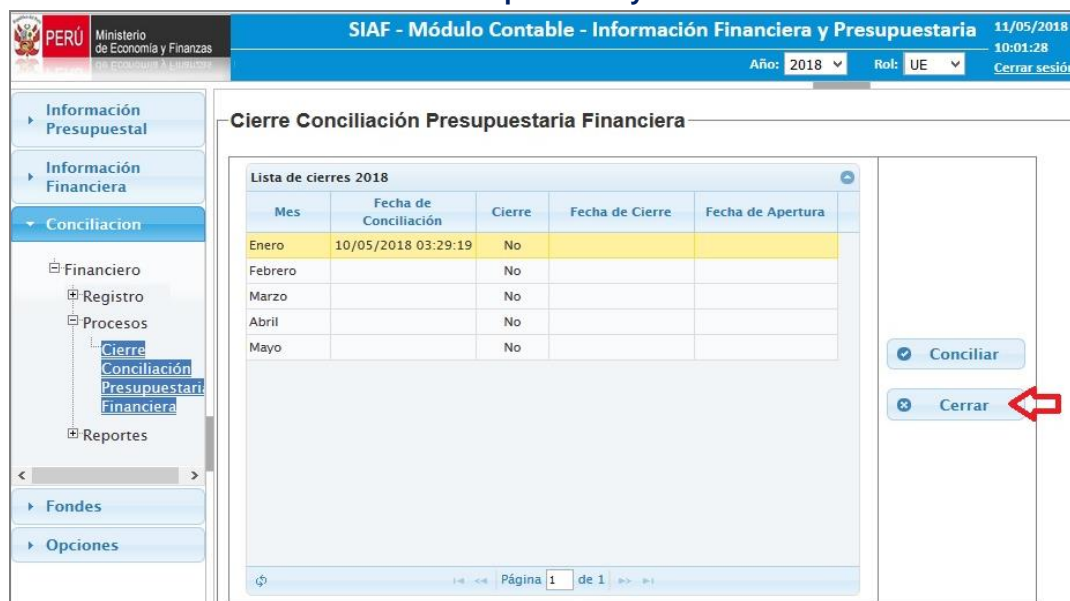 PERÚ
Ministerio
de Economía y Finanzas
SIAF - Módulo Contable - Información Financiera y Presupuestaria
11/05/2018
10:01:28
Año: 2018
Rol: UE
Cerrar sesión
Información
Presupuestal
Información
Financiera
Conciliacion
Financiero
Registro
Procesos
Cierre
Conciliación
Presupuestaria
Financiera
Reportes
Fondes
Opciones
Cierre Conciliación Presupuestaria Financiera
Lista de cierres 2018
Mes Fecha de Conciliación Cierre Fecha de Cierre Fecha de Apertura
Enero 10/05/2018 03:29:19 No
Febrero No
Marzo No
Abril No
Mayo No
Página 1 de 1
Conciliar
Cerrar